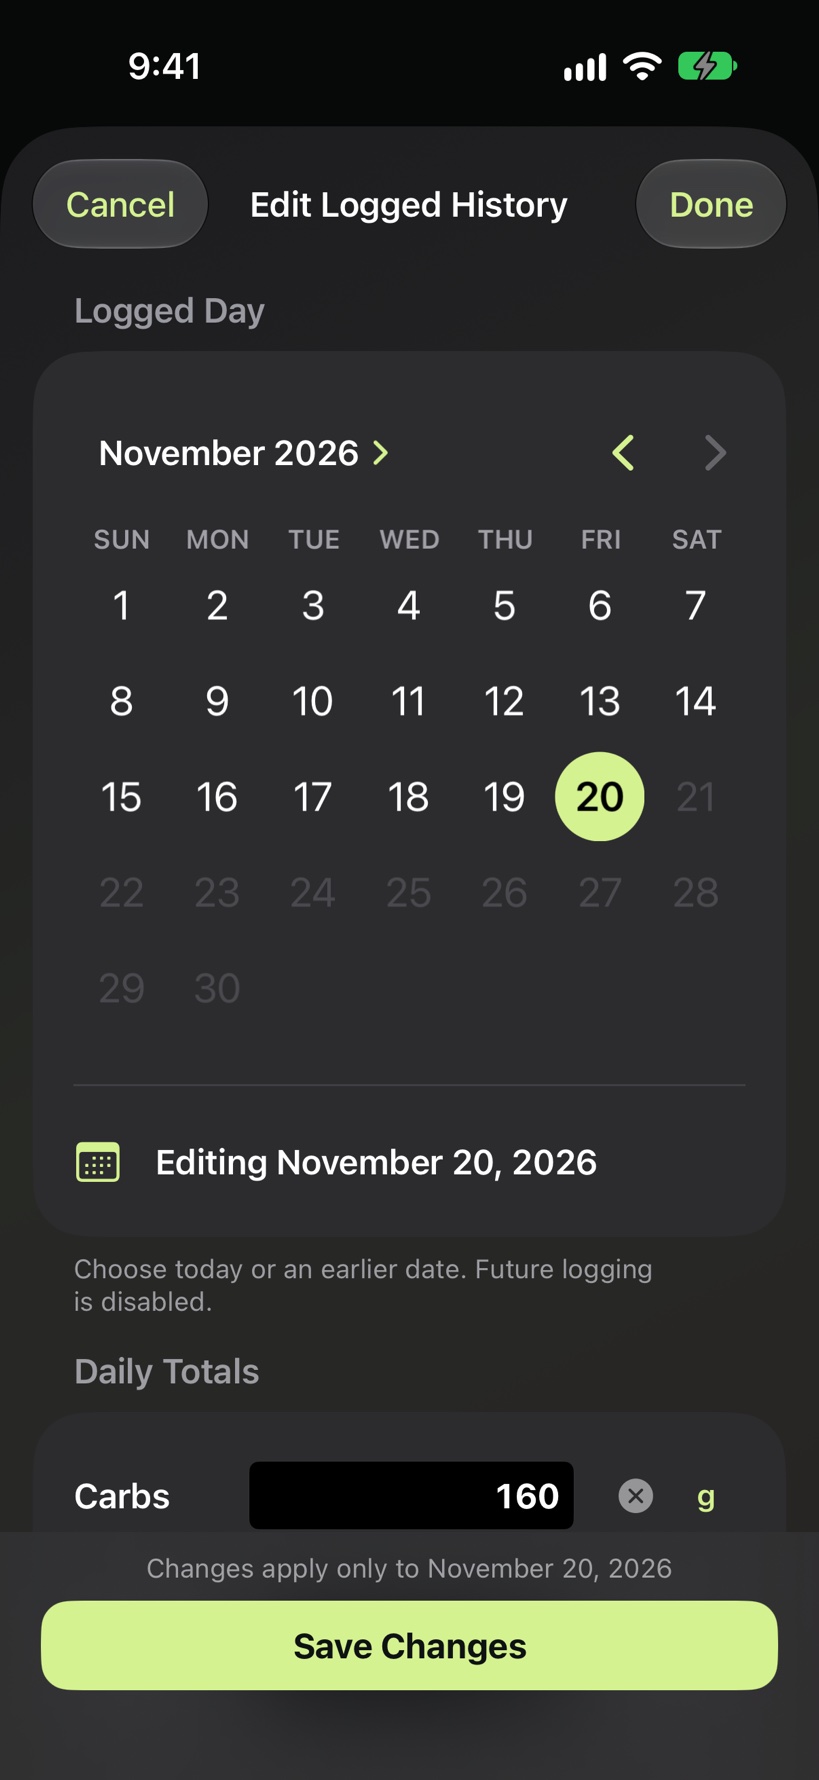 9:41
Cancel
Edit Logged History
Done
Logged Day
November 2026
SUN MON TUE WED THU FRI SAT
1 2 3 4 5 6 7
8 9 10 11 12 13 14
15 16 17 18 19 20 21
22 23 24 25 26 27 28
29 30
Editing November 20, 2026
Choose today or an earlier date. Future logging
is disabled.
Daily Totals
Carbs 160 g
Changes apply only to November 20, 2026
Save Changes